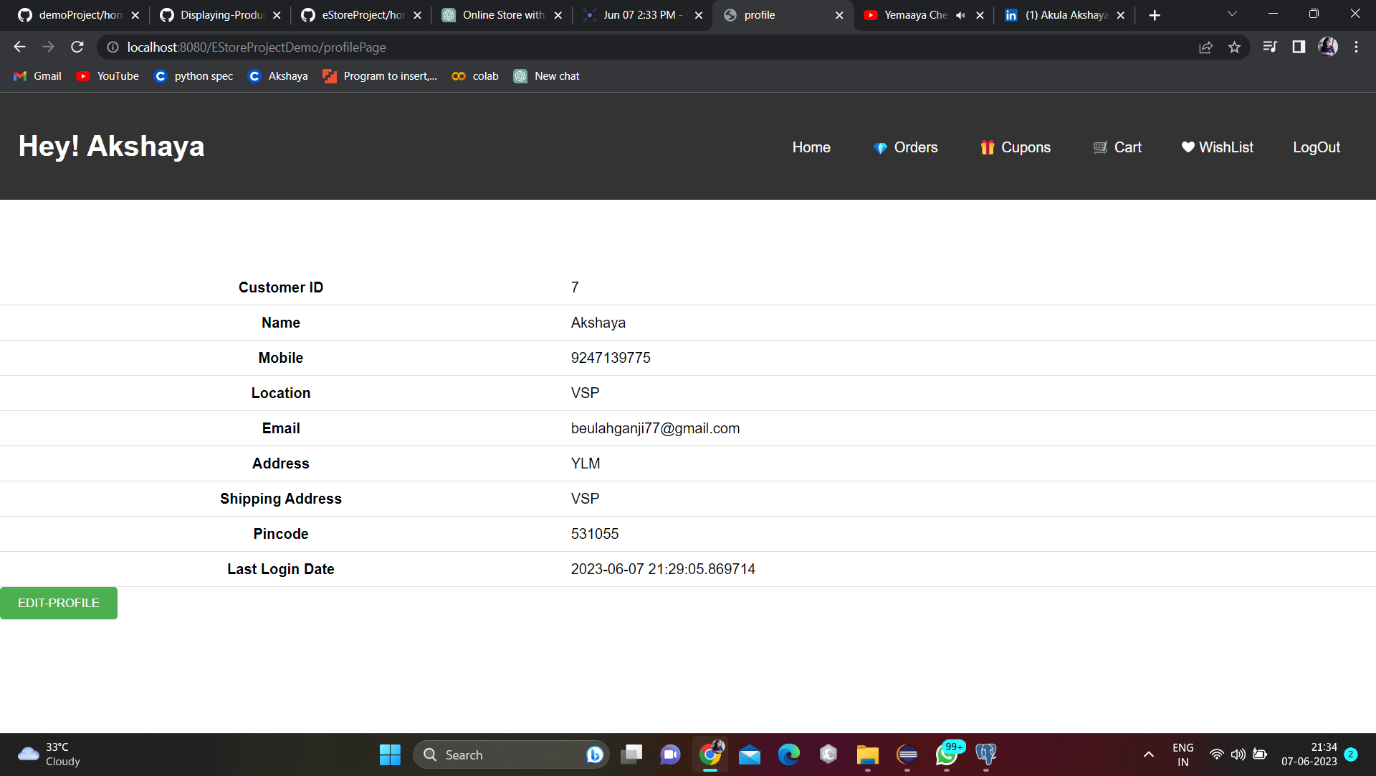 demoProject/hom
Displaying-Produ
eStoreProject/hom
Online Store with
Jun 07 2:33 PM -
profile
Yemaaya Che
(1) Akula Akshaya
localhost:8080/EStoreProjectDemo/profilePage
Gmail
YouTube
python spec
Akshaya
Program to insert,...
colab
New chat
Hey! Akshaya
Home
Orders
Cupons
Cart
WishList
LogOut
Customer ID 7
Name Akshaya
Mobile 9247139775
Location VSP
Email beulahganji77@gmail.com
Address YLM
Shipping Address VSP
Pincode 531055
Last Login Date 2023-06-07 21:29:05.869714
EDIT-PROFILE
33°C
Cloudy
Search
99+
ENG
IN
21:34
07-06-2023
2